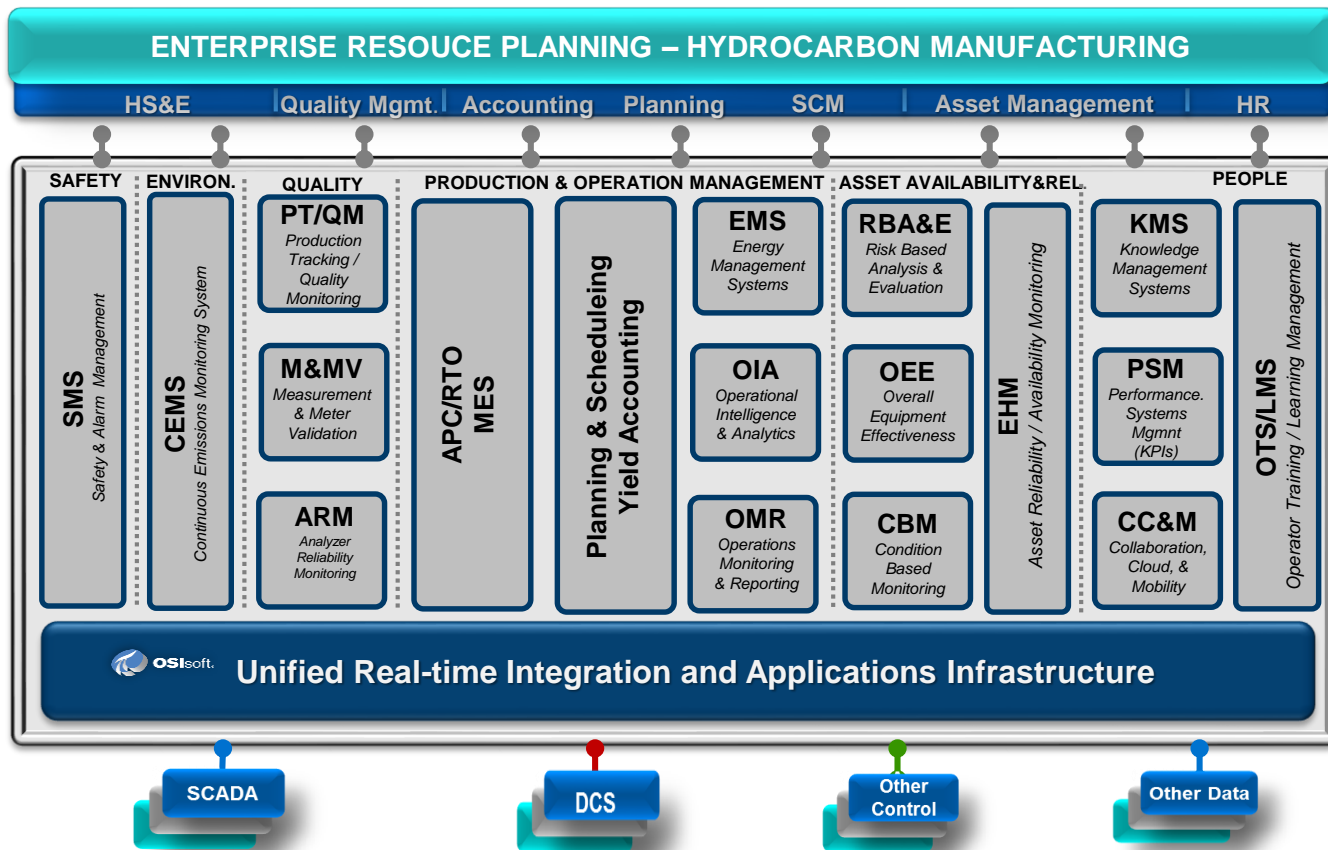 ENTERPRISE RESOUCE PLANNING – HYDROCARBON MANUFACTURING
HS&E
Quality Mgmt.
Accounting
Planning
SCM
Asset Management
HR
SAFETY
ENVIRON.
QUALITY
PRODUCTION & OPERATION MANAGEMENT
ASSET AVAILABILITY&REL.
PEOPLE
SMS
Safety & Alarm Management
CEMS
Continuous Emissions Monitoring System
PT/QM
Production
Tracking /
Quality
Monitoring
M&MV
Measurement
& Meter
Validation
ARM
Analyzer
Reliability
Monitoring
APC/RTO
MES
Planning & Scheduleing
Yield Accounting
EMS
Energy
Management
Systems
OIA
Operational
Intelligence
& Analytics
OMR
Operations
Monitoring
& Reporting
RBA&E
Risk Based
Analysis &
Evaluation
OEE
Overall
Equipment
Effectiveness
CBM
Condition
Based
Monitoring
EHM
Asset Reliability / Availability Monitoring
KMS
Knowledge
Management
Systems
PSM
Performance.
Systems
Mgmnt
(KPIs)
CC&M
Collaboration,
Cloud, &
Mobility
OTS/LMS
Operator Training / Learning Management
OSIsoft.
Unified Real-time Integration and Applications Infrastructure
SCADA
DCS
Other
Control
Other Data